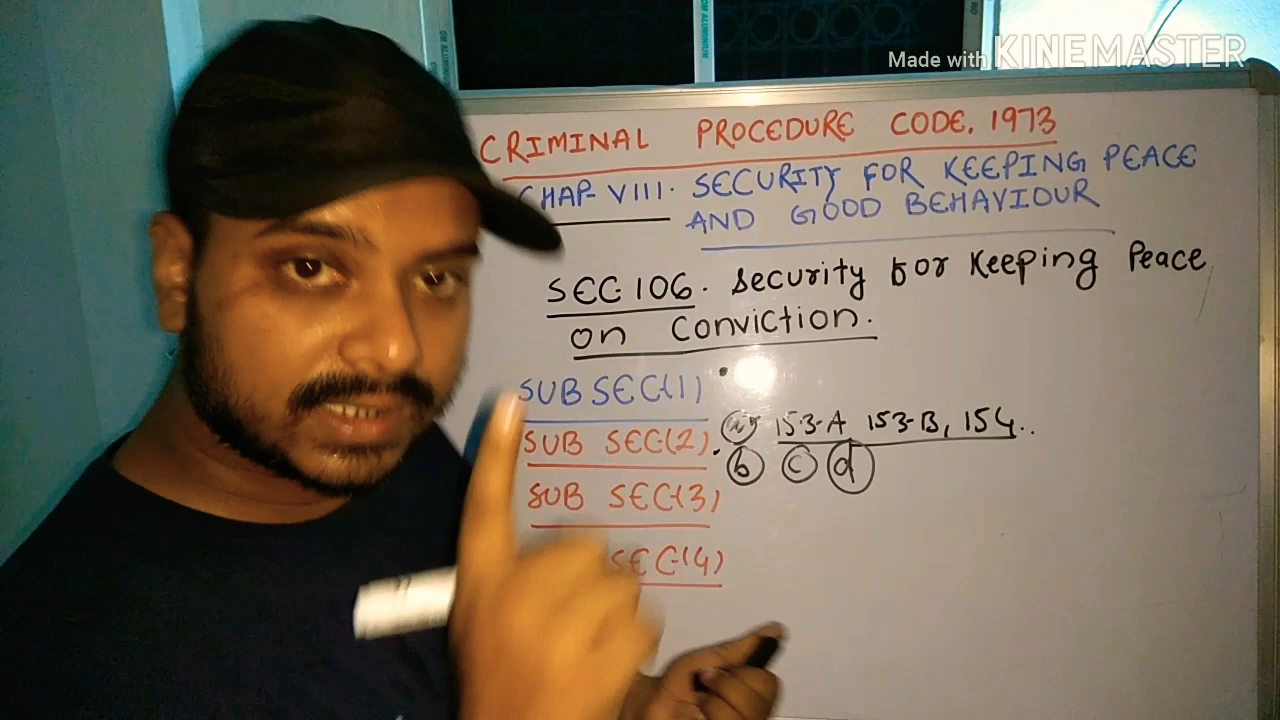 Made with KINEMASTER
CRIMINAL PROCEDURE CODE, 1973
CHAP- VIII. SECURITY FOR KEEPING PEACE
AND GOOD BEHAVIOUR
SEC.106. Security for Keeping Peace
on Conviction.
SUB SEC(1)
SUB SEC.(2). (a) 153-A 153-B, 154..
(b) (c) (d)
SUB SEC(3)
SEC.(4)